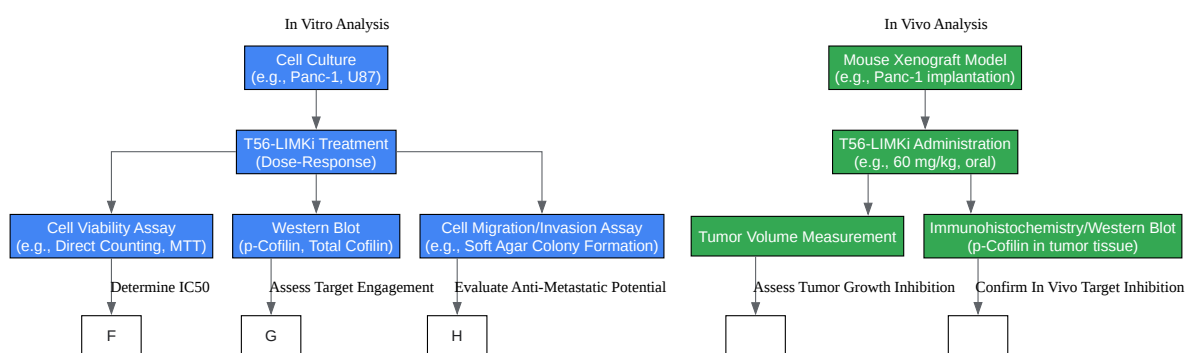 In Vitro Analysis
Cell Culture
(e.g., Panc-1, U87)
T56-LIMKi Treatment
(Dose-Response)
Cell Viability Assay
(e.g., Direct Counting, MTT)
Western Blot
(p-Cofilin, Total Cofilin)
Cell Migration/Invasion Assay
(e.g., Soft Agar Colony Formation)
Determine IC50
Assess Target Engagement
Evaluate Anti-Metastatic Potential
F
G
H
In Vivo Analysis
Mouse Xenograft Model
(e.g., Panc-1 implantation)
T56-LIMKi Administration
(e.g., 60 mg/kg, oral)
Tumor Volume Measurement
Immunohistochemistry/Western Blot
(p-Cofilin in tumor tissue)
Assess Tumor Growth Inhibition
Confirm In Vivo Target Inhibition